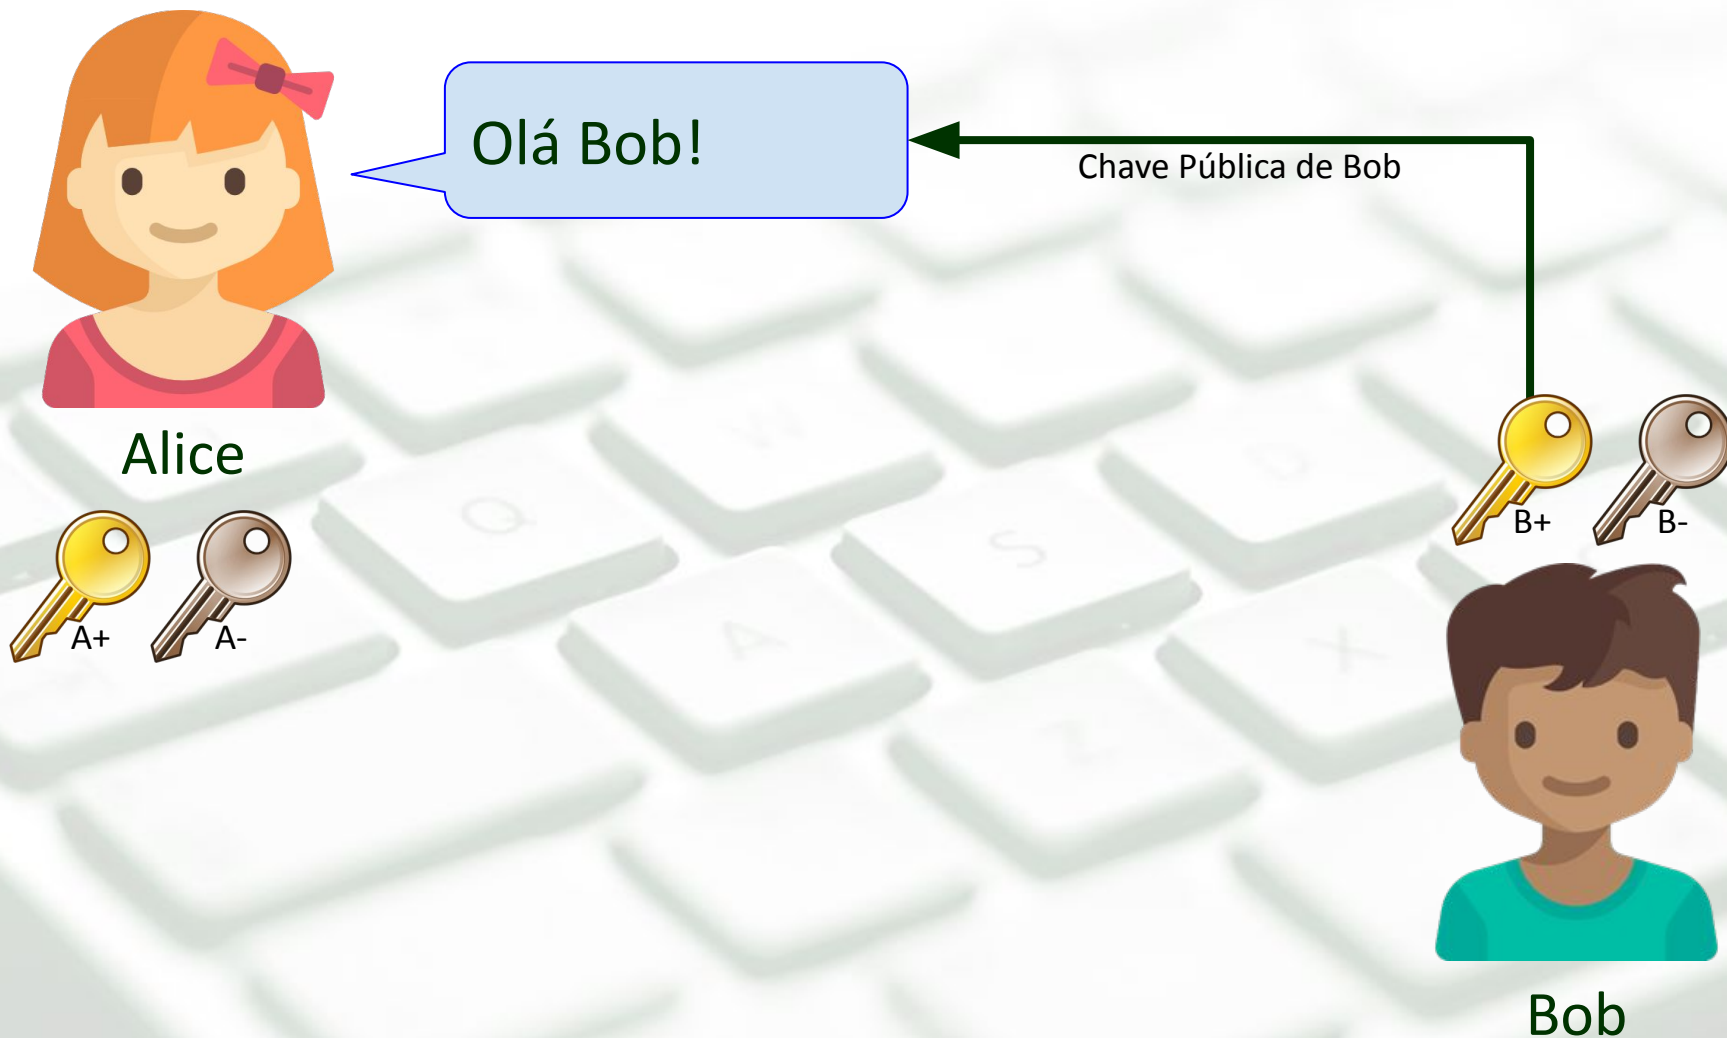 Olá Bob!
Chave Pública de Bob
Alice
A+
A-
B+
B-
Bob
Q
W
S
D
A
X
Z